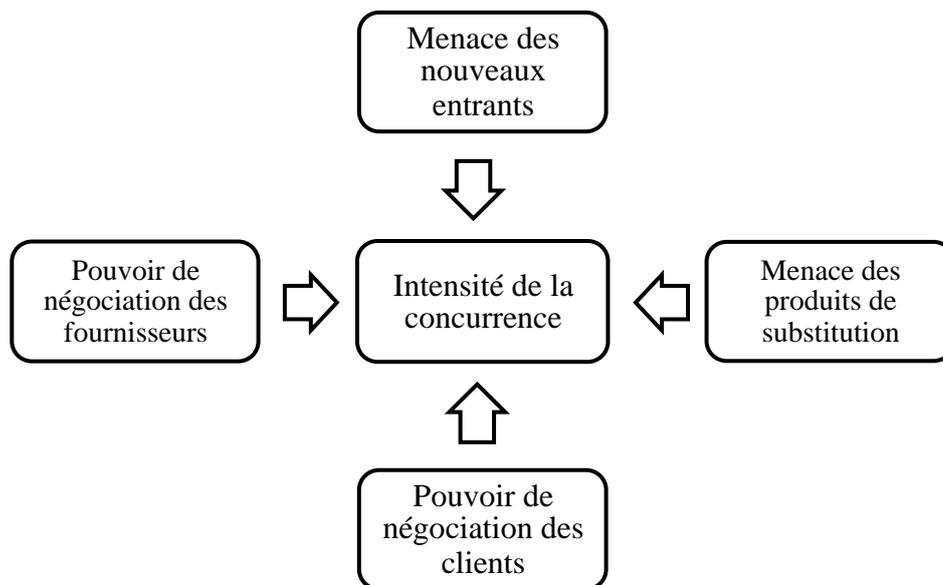 Menace des
nouveaux
entrants
Pouvoir de
négociation des
fournisseurs
Intensité de la
concurrence
Menace des
produits de
substitution
Pouvoir de
négociation des
clients